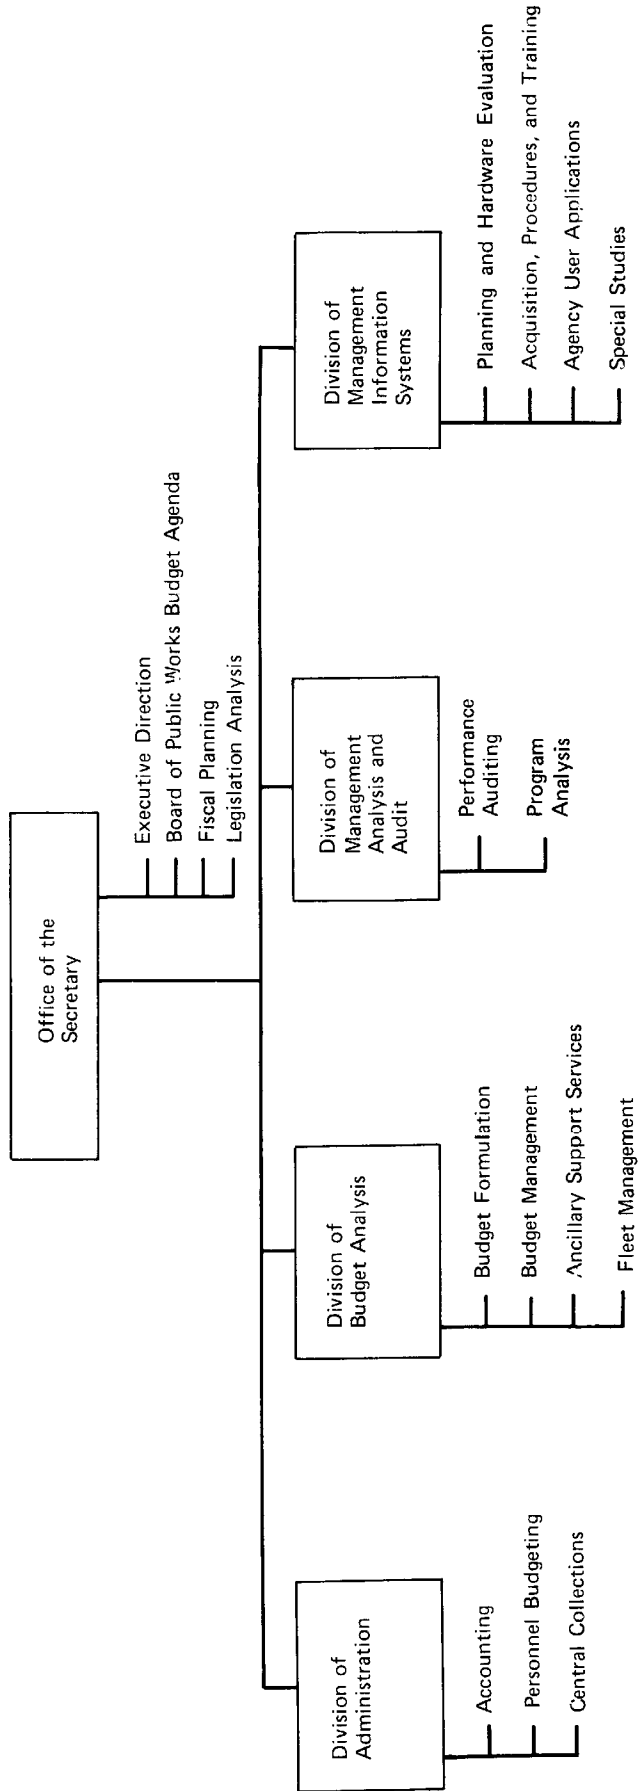 Office of the
Secretary
Executive Direction
Board of Public Works Budget Agenda
Fiscal Planning
Legislation Analysis
Division of
Administration
Accounting
Personnel Budgeting
Central Collections
Division of
Budget Analysis
Budget Formulation
Budget Management
Ancillary Support Services
Fleet Management
Division of
Management
Analysis and
Audit
Performance
Auditing
Program
Analysis
Division of
Management
Information
Systems
Planning and Hardware Evaluation
Acquisition, Procedures, and Training
Agency User Applications
Special Studies